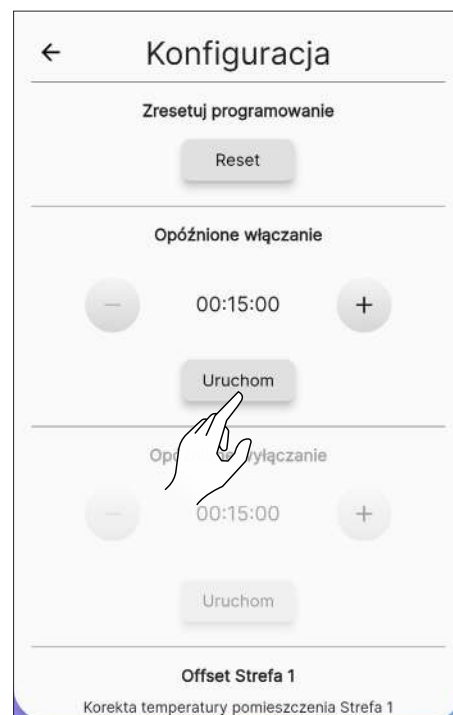 ← Konfiguracja
Zresetuj programowanie
Reset
Opóźnione włączanie
− 00:15:00 +
Uruchom
wyłączanie
− 00:15:00 +
Uruchom
Offset Strefa 1
Korekta temperatury pomieszczenia Strefa 1